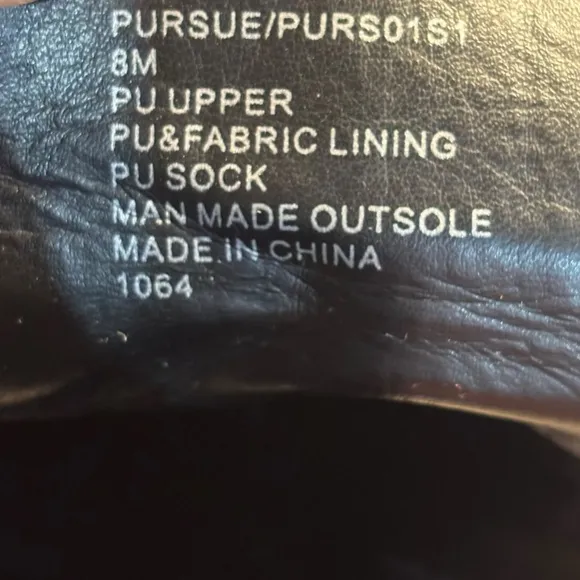 PURSUE/PURS01S1
8M
PU UPPER
PU&FABRIC LINING
PU SOCK
MAN MADE OUTSOLE
MADE IN CHINA
1064